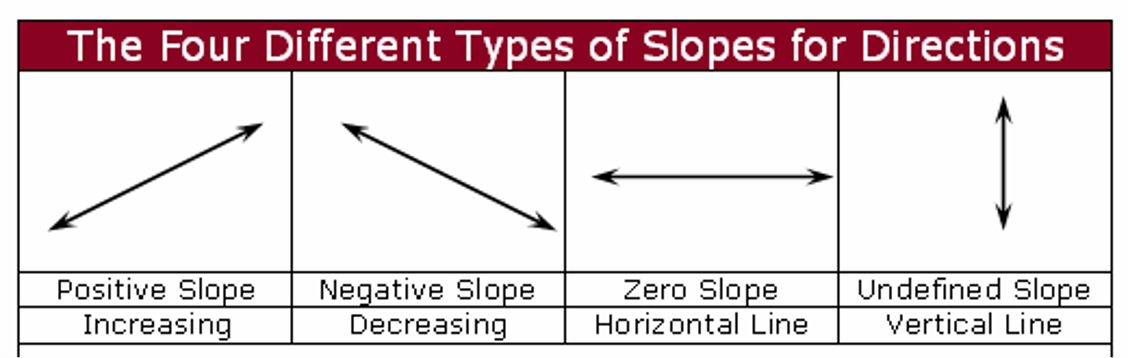 The Four Different Types of Slopes for Directions
Positive Slope Negative Slope Zero Slope Undefined Slope
Increasing Decreasing Horizontal Line Vertical Line